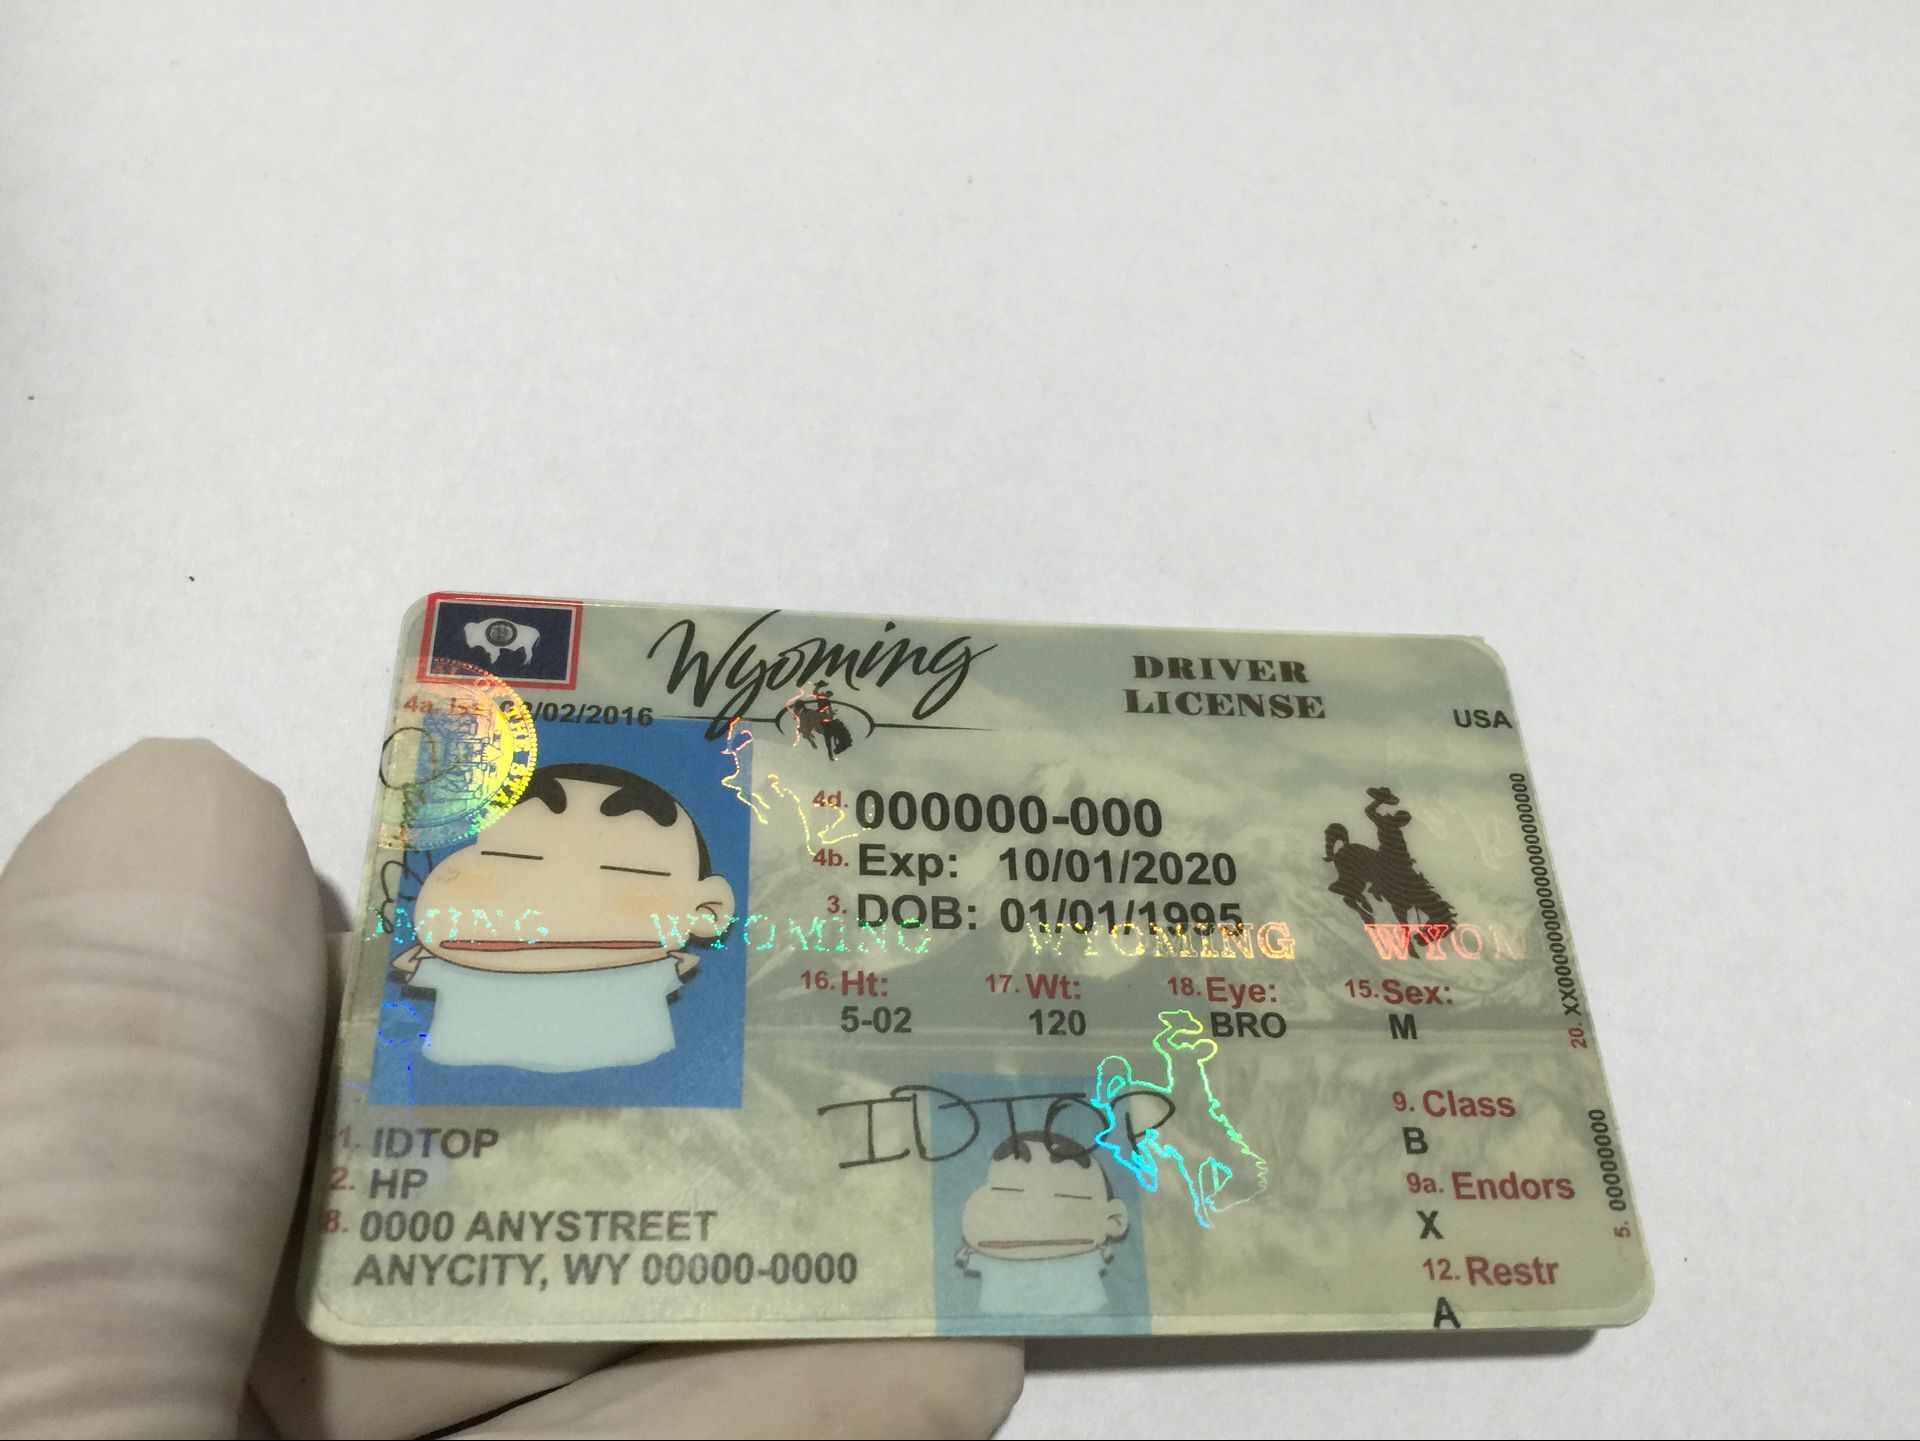 Wyoming
DRIVER
LICENSE
USA
4a. Iss /02/2016
4d. 000000-000
4b. Exp: 10/01/2020
3. DOB: 01/01/1995
WYOMING WYOMING
16. Ht: 17. Wt: 18. Eye: 15. Sex:
5-02 120 BRO M
IDTOP
1. IDTOP
2. HP
8. 0000 ANYSTREET
ANYCITY, WY 00000-0000
9. Class
B
9a. Endors
X
12. Restr
A
5. 00000000